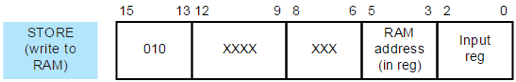 15 13 12 9 8 6 5 3 2 0
STORE
(write to
RAM)
010
XXXX
XXX
RAM
address
(in reg)
Input
reg